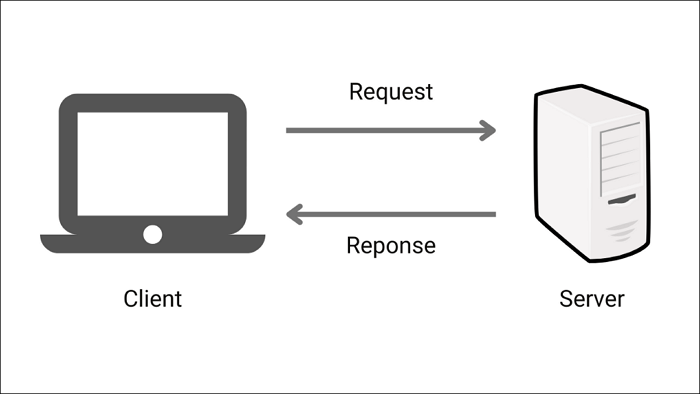 Request
Reponse
Client
Server